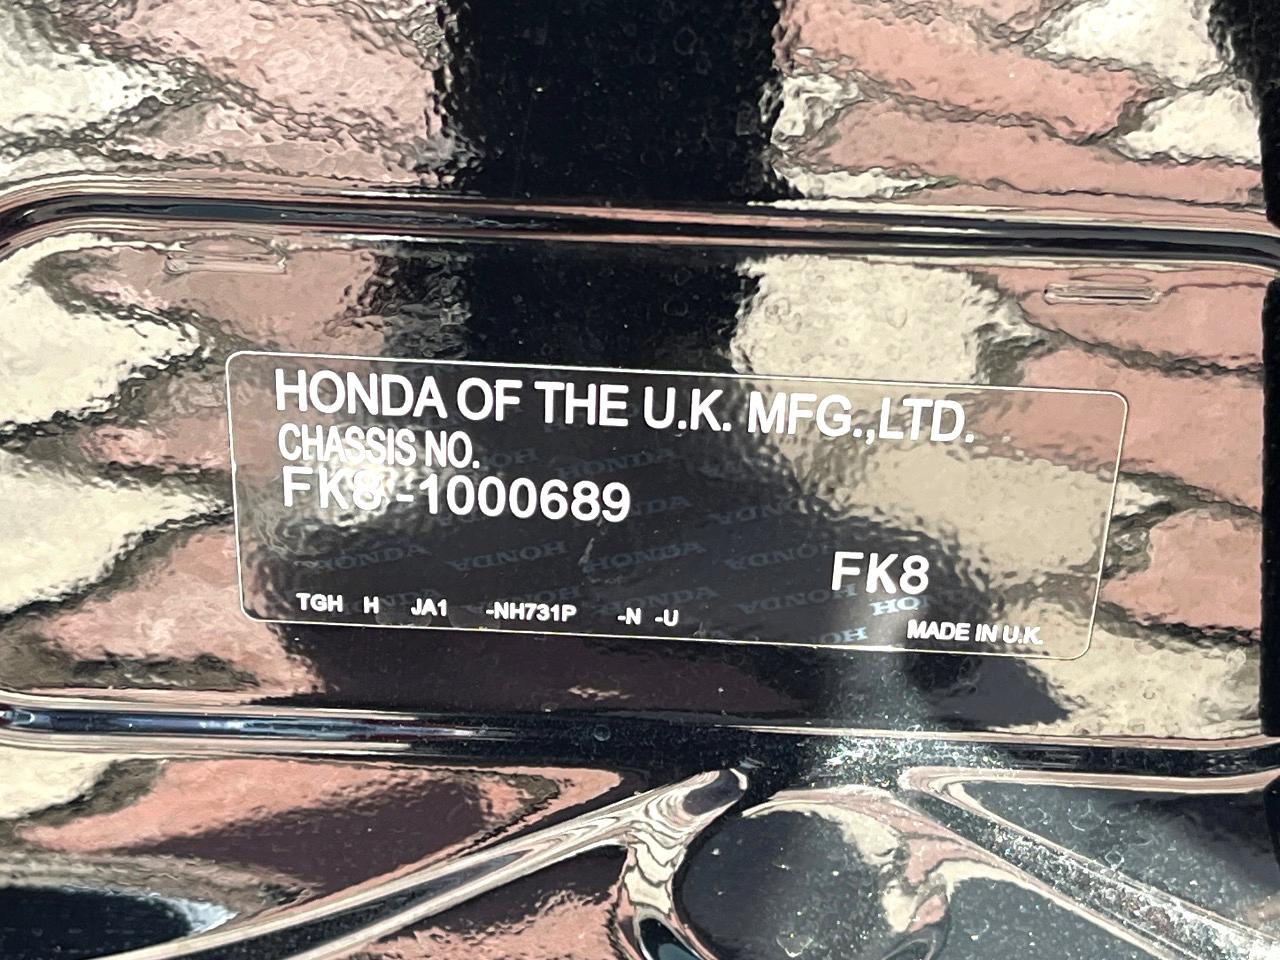 HONDA OF THE U.K. MFG.,LTD.
CHASSIS NO.
FK8-1000689
FK8
TGH H JA1 -NH731P -N -U
MADE IN U.K.